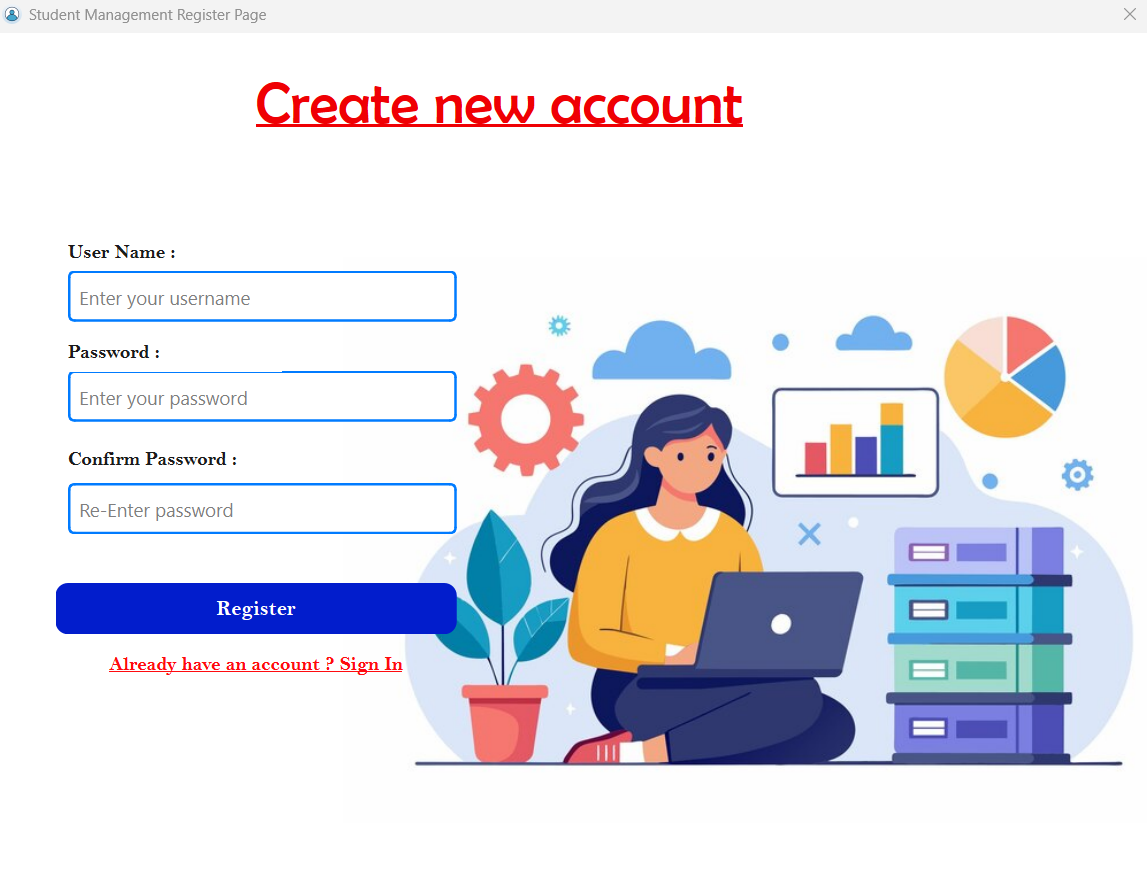 Student Management Register Page
Create new account
User Name :
Enter your username
Password :
Enter your password
Confirm Password :
Re-Enter password
Register
Already have an account ? Sign In